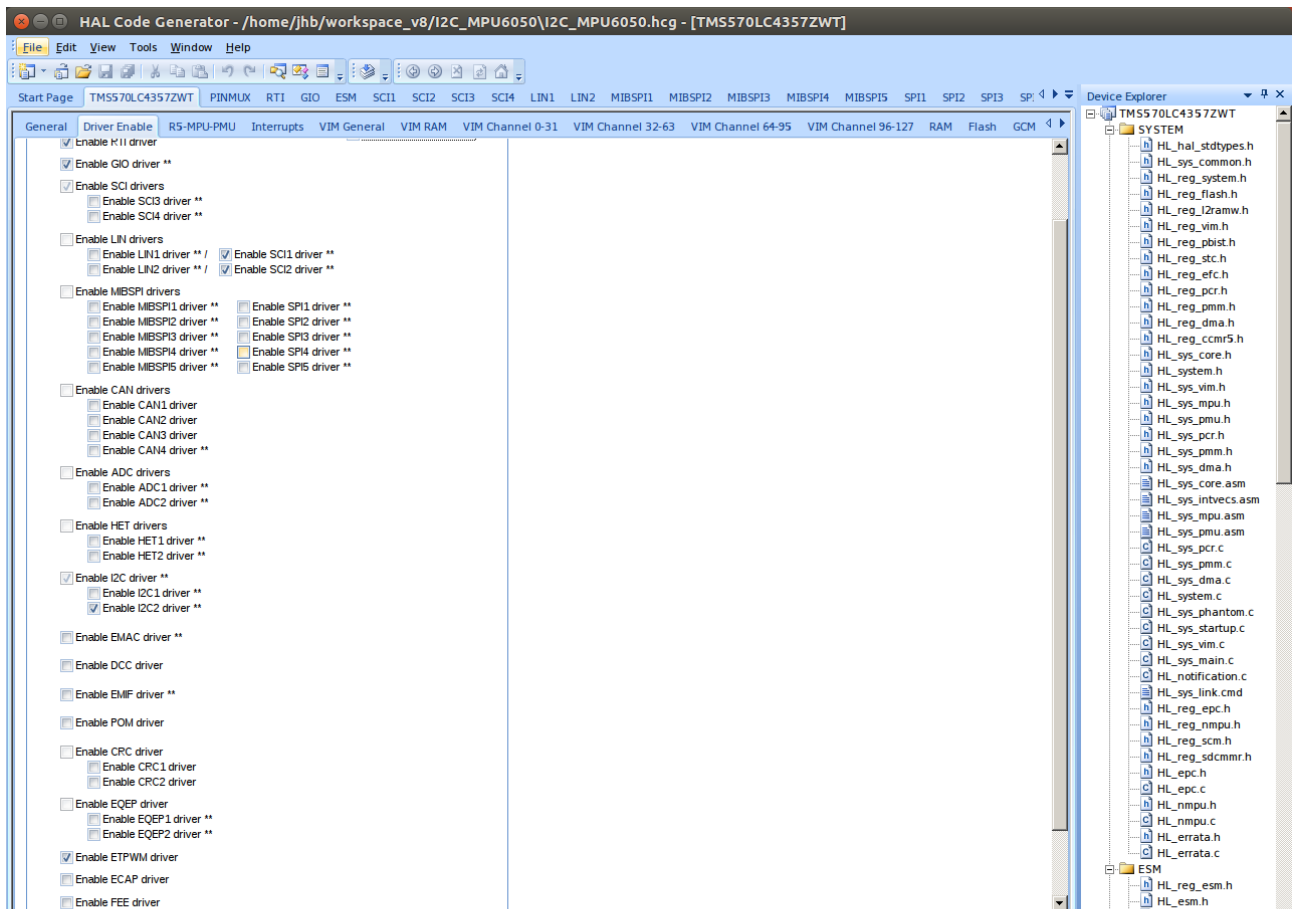 HAL Code Generator - /home/jhb/workspace_v8/I2C_MPU6050\I2C_MPU6050.hcg - [TMS570LC4357ZWT]
File Edit View Tools Window Help
Start Page TMS570LC4357ZWT PINMUX RTI GIO ESM SCI1 SCI2 SCI3 SCI4 LIN1 LIN2 MIBSPI1 MIBSPI2 MIBSPI3 MIBSPI4 MIBSPI5 SPI1 SPI2 SPI3 SP:
General Driver Enable R5-MPU-PMU Interrupts VIM General VIM RAM VIM Channel 0-31 VIM Channel 32-63 VIM Channel 64-95 VIM Channel 96-127 RAM Flash GCM
Enable RTI driver
Enable GIO driver **
Enable SCI drivers
Enable SCI3 driver **
Enable SCI4 driver **
Enable LIN drivers
Enable LIN1 driver ** / Enable SCI1 driver **
Enable LIN2 driver ** / Enable SCI2 driver **
Enable MIBSPI drivers
Enable MIBSPI1 driver ** Enable SPI1 driver **
Enable MIBSPI2 driver ** Enable SPI2 driver **
Enable MIBSPI3 driver ** Enable SPI3 driver **
Enable MIBSPI4 driver ** Enable SPI4 driver **
Enable MIBSPI5 driver ** Enable SPI5 driver **
Enable CAN drivers
Enable CAN1 driver
Enable CAN2 driver
Enable CAN3 driver
Enable CAN4 driver **
Enable ADC drivers
Enable ADC1 driver **
Enable ADC2 driver **
Enable HET drivers
Enable HET1 driver **
Enable HET2 driver **
Enable I2C driver **
Enable I2C1 driver **
Enable I2C2 driver **
Enable EMAC driver **
Enable DCC driver
Enable EMIF driver **
Enable POM driver
Enable CRC driver
Enable CRC1 driver
Enable CRC2 driver
Enable EQEP driver
Enable EQEP1 driver **
Enable EQEP2 driver **
Enable ETPWM driver
Enable ECAP driver
Enable FEE driver
Device Explorer
TMS570LC4357ZWT
SYSTEM
HL_hal_stdtypes.h
HL_sys_common.h
HL_reg_system.h
HL_reg_flash.h
HL_reg_l2ramw.h
HL_reg_vim.h
HL_reg_pbist.h
HL_reg_stc.h
HL_reg_efc.h
HL_reg_pcr.h
HL_reg_pmm.h
HL_reg_dma.h
HL_reg_ccmr5.h
HL_sys_core.h
HL_system.h
HL_sys_vim.h
HL_sys_mpu.h
HL_sys_pmu.h
HL_sys_pcr.h
HL_sys_pmm.h
HL_sys_dma.h
HL_sys_core.asm
HL_sys_intvecs.asm
HL_sys_mpu.asm
HL_sys_pmu.asm
HL_sys_pcr.c
HL_sys_pmm.c
HL_sys_dma.c
HL_system.c
HL_sys_phantom.c
HL_sys_startup.c
HL_sys_vim.c
HL_sys_main.c
HL_notification.c
HL_sys_link.cmd
HL_reg_epc.h
HL_reg_nmpu.h
HL_reg_scm.h
HL_reg_sdcmmr.h
HL_epc.h
HL_epc.c
HL_nmpu.h
HL_nmpu.c
HL_errata.h
HL_errata.c
ESM
HL_reg_esm.h
HL_esm.h